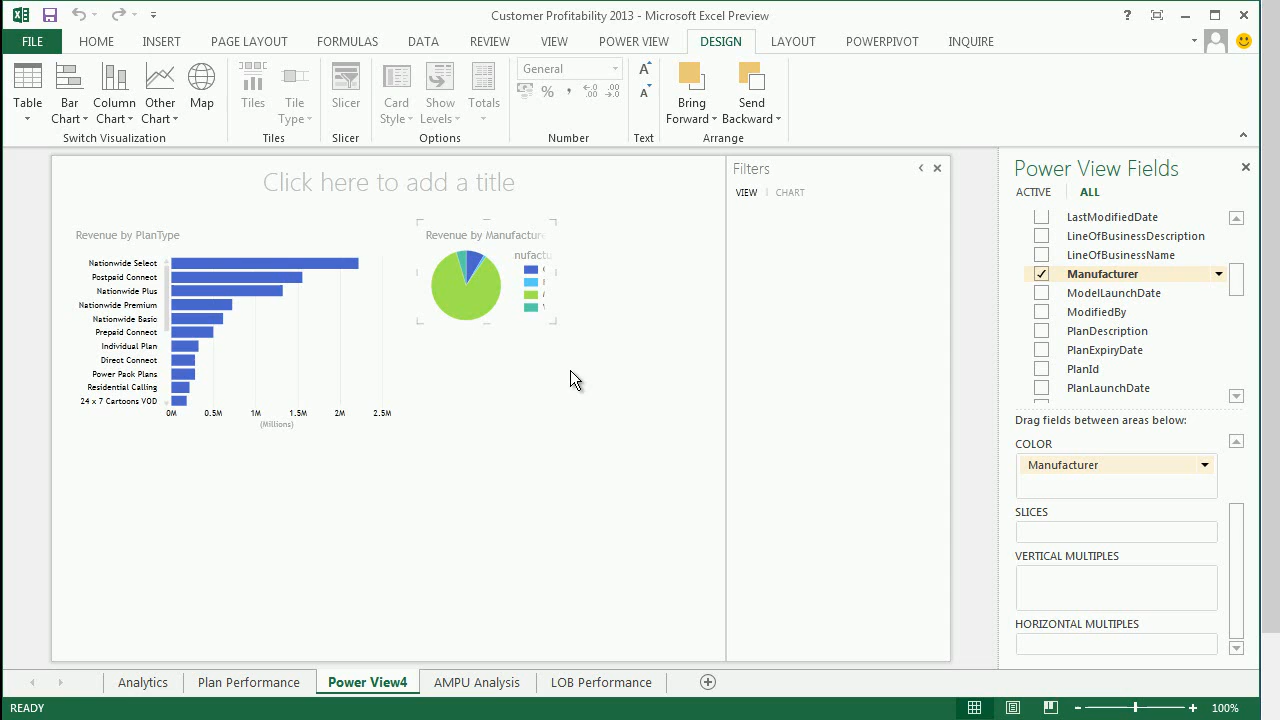 Customer Profitability 2013 - Microsoft Excel Preview
FILE HOME INSERT PAGE LAYOUT FORMULAS DATA REVIEW VIEW POWER VIEW DESIGN LAYOUT POWERPIVOT INQUIRE
General
Table Bar Chart Column Chart Other Chart Map Tiles Tile Type Slicer Card Style Show Levels Totals Bring Forward Send Backward
Switch Visualization Tiles Slicer Options Number Text Arrange
Click here to add a title
Revenue by PlanType
Nationwide Select
Postpaid Connect
Nationwide Plus
Nationwide Premium
Nationwide Basic
Prepaid Connect
Individual Plan
Direct Connect
Power Pack Plans
Residential Calling
24 x 7 Cartoons VOD
0M 0.5M 1M 1.5M 2M 2.5M
(Millions)
Revenue by Manufacture
nufactu
Filters
VIEW CHART
Power View Fields
ACTIVE ALL
LastModifiedDate
LineOfBusinessDescription
LineOfBusinessName
Manufacturer
ModelLaunchDate
ModifiedBy
PlanDescription
PlanExpiryDate
PlanId
PlanLaunchDate
Drag fields between areas below:
COLOR
Manufacturer
SLICES
VERTICAL MULTIPLES
HORIZONTAL MULTIPLES
Analytics Plan Performance Power View4 AMPU Analysis LOB Performance
READY 100%